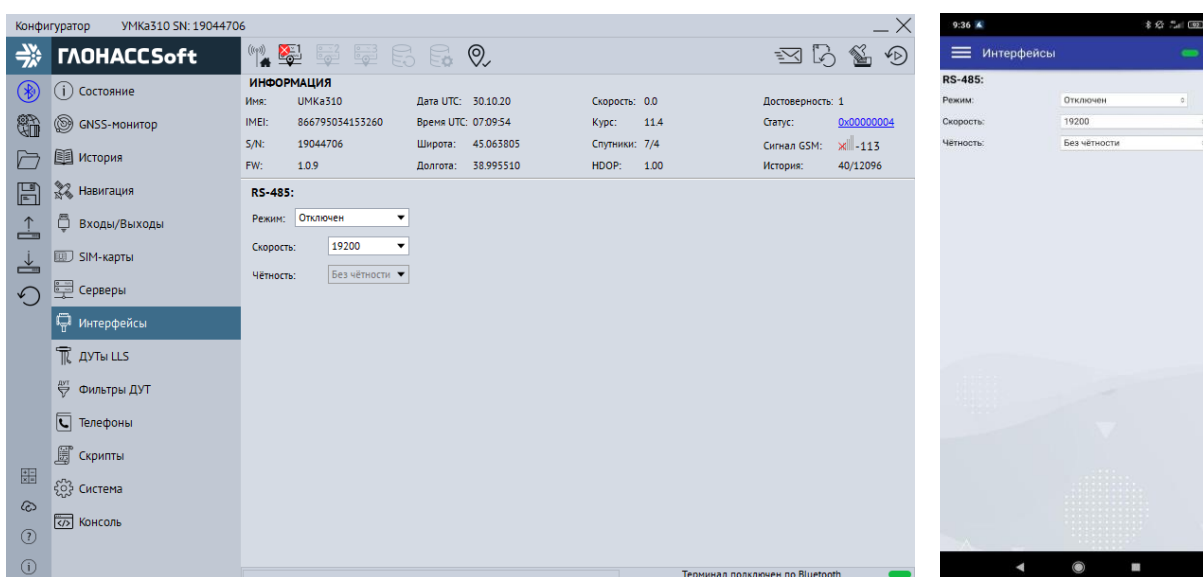 Конфигуратор УМКа310 SN: 19044706
ГЛОНАССSoft
Состояние
GNSS-монитор
История
Навигация
Входы/Выходы
SIM-карты
Серверы
Интерфейсы
ДУТы LLS
Фильтры ДУТ
Телефоны
Скрипты
Система
Консоль
ИНФОРМАЦИЯ
Имя: UMKa310 Дата UTC: 30.10.20 Скорость: 0.0 Достоверность: 1
IMEI: 866795034153260 Время UTC: 07:09:54 Курс: 11.4 Статус: 0x00000004
S/N: 19044706 Широта: 45.063805 Спутники: 7/4 Сигнал GSM: -113
FW: 1.0.9 Долгота: 38.995510 HDOP: 1.00 История: 40/12096
RS-485:
Режим: Отключен
Скорость: 19200
Чётность: Без чётности
Терминал подключен по Bluetooth
9:36
Интерфейсы
RS-485:
Режим: Отключен
Скорость: 19200
Чётность: Без чётности